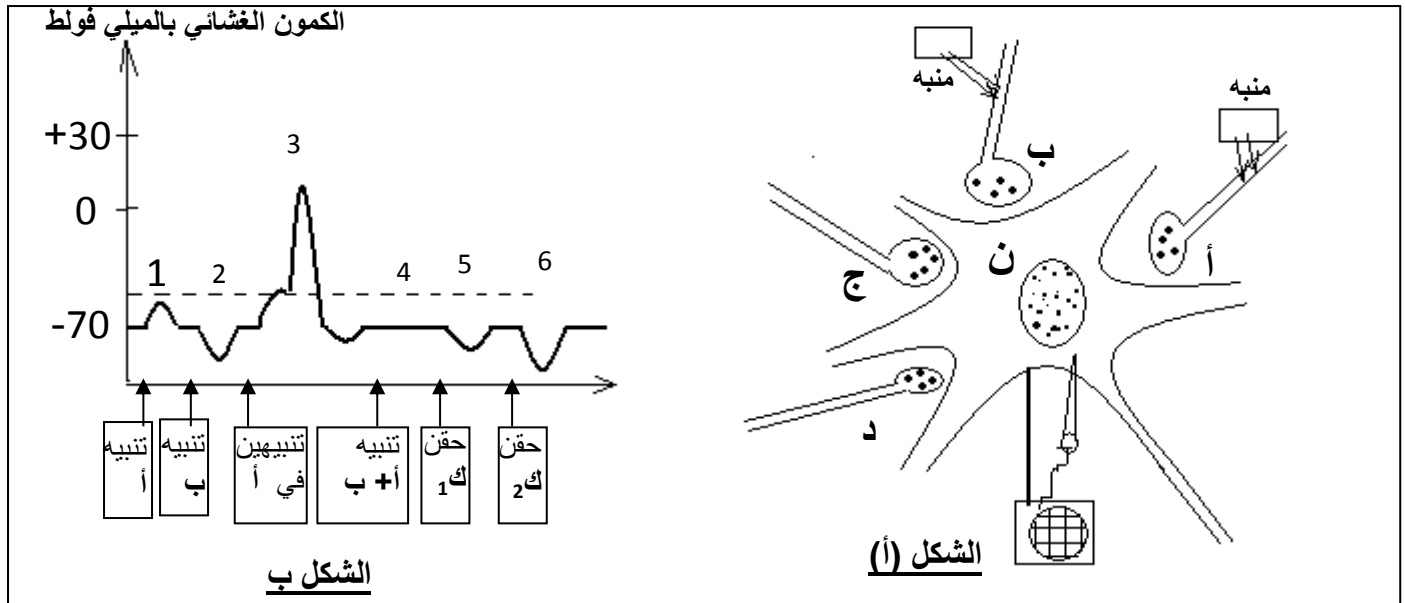 الكمون الغشائي بالميلي فولط
+30
0
-70
1
2
3
4
5
6
تنبيه
أ
تنبيه
ب
تنبيهين
في أ
تنبيه
أ+ ب
حقن
ك1
حقن
ك2
الشكل ب
منبه
منبه
ب
أ
ج
ن
د
الشكل (أ)